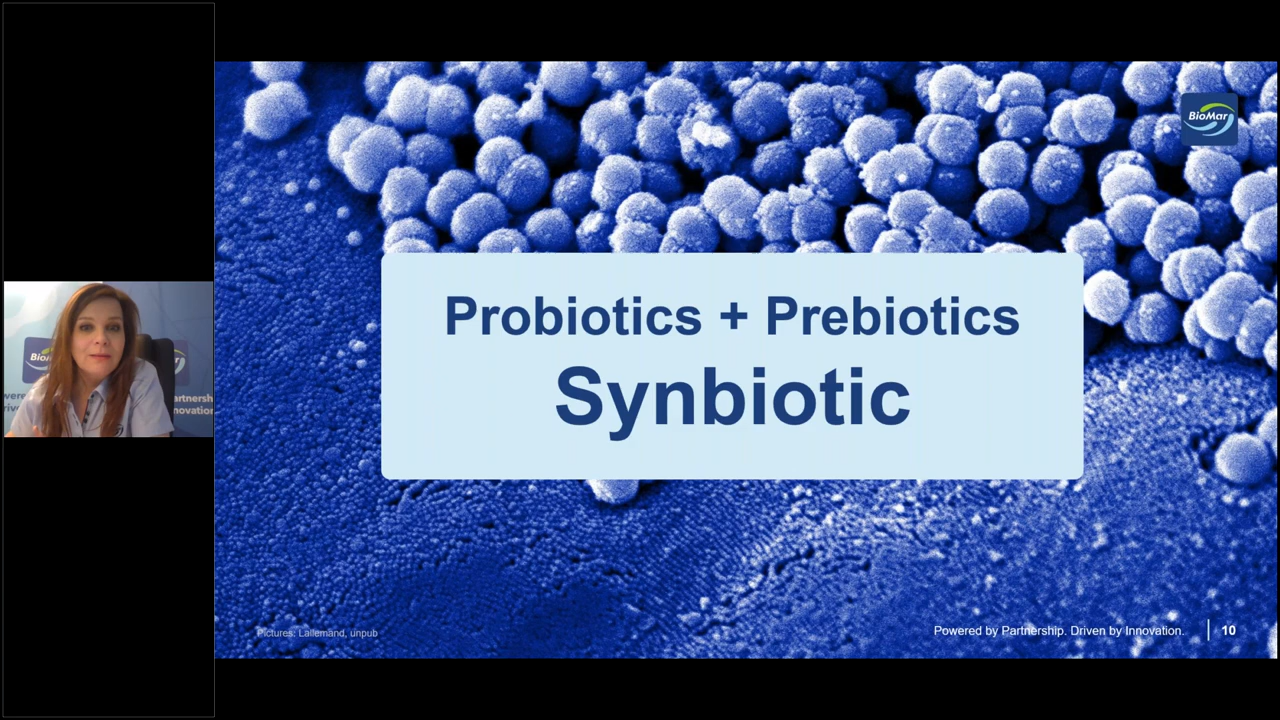 BioMar
Probiotics + Prebiotics
Synbiotic
Pictures: Lallemand, unpub
Powered by Partnership. Driven by Innovation.
10